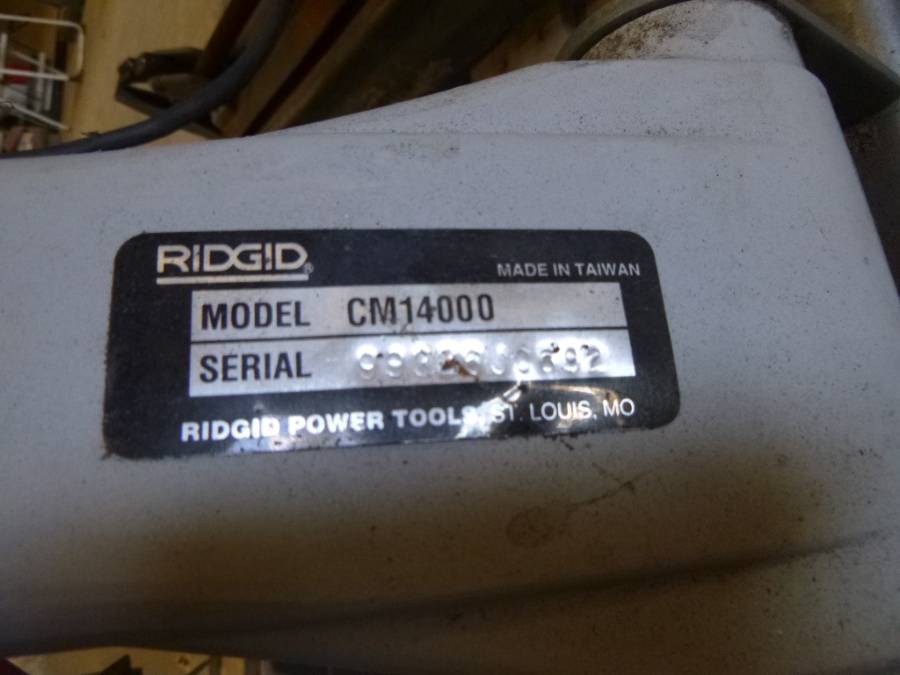 RIDGID®
MADE IN TAIWAN
MODEL CM14000
SERIAL
RIDGID POWER TOOLS, ST. LOUIS, MO